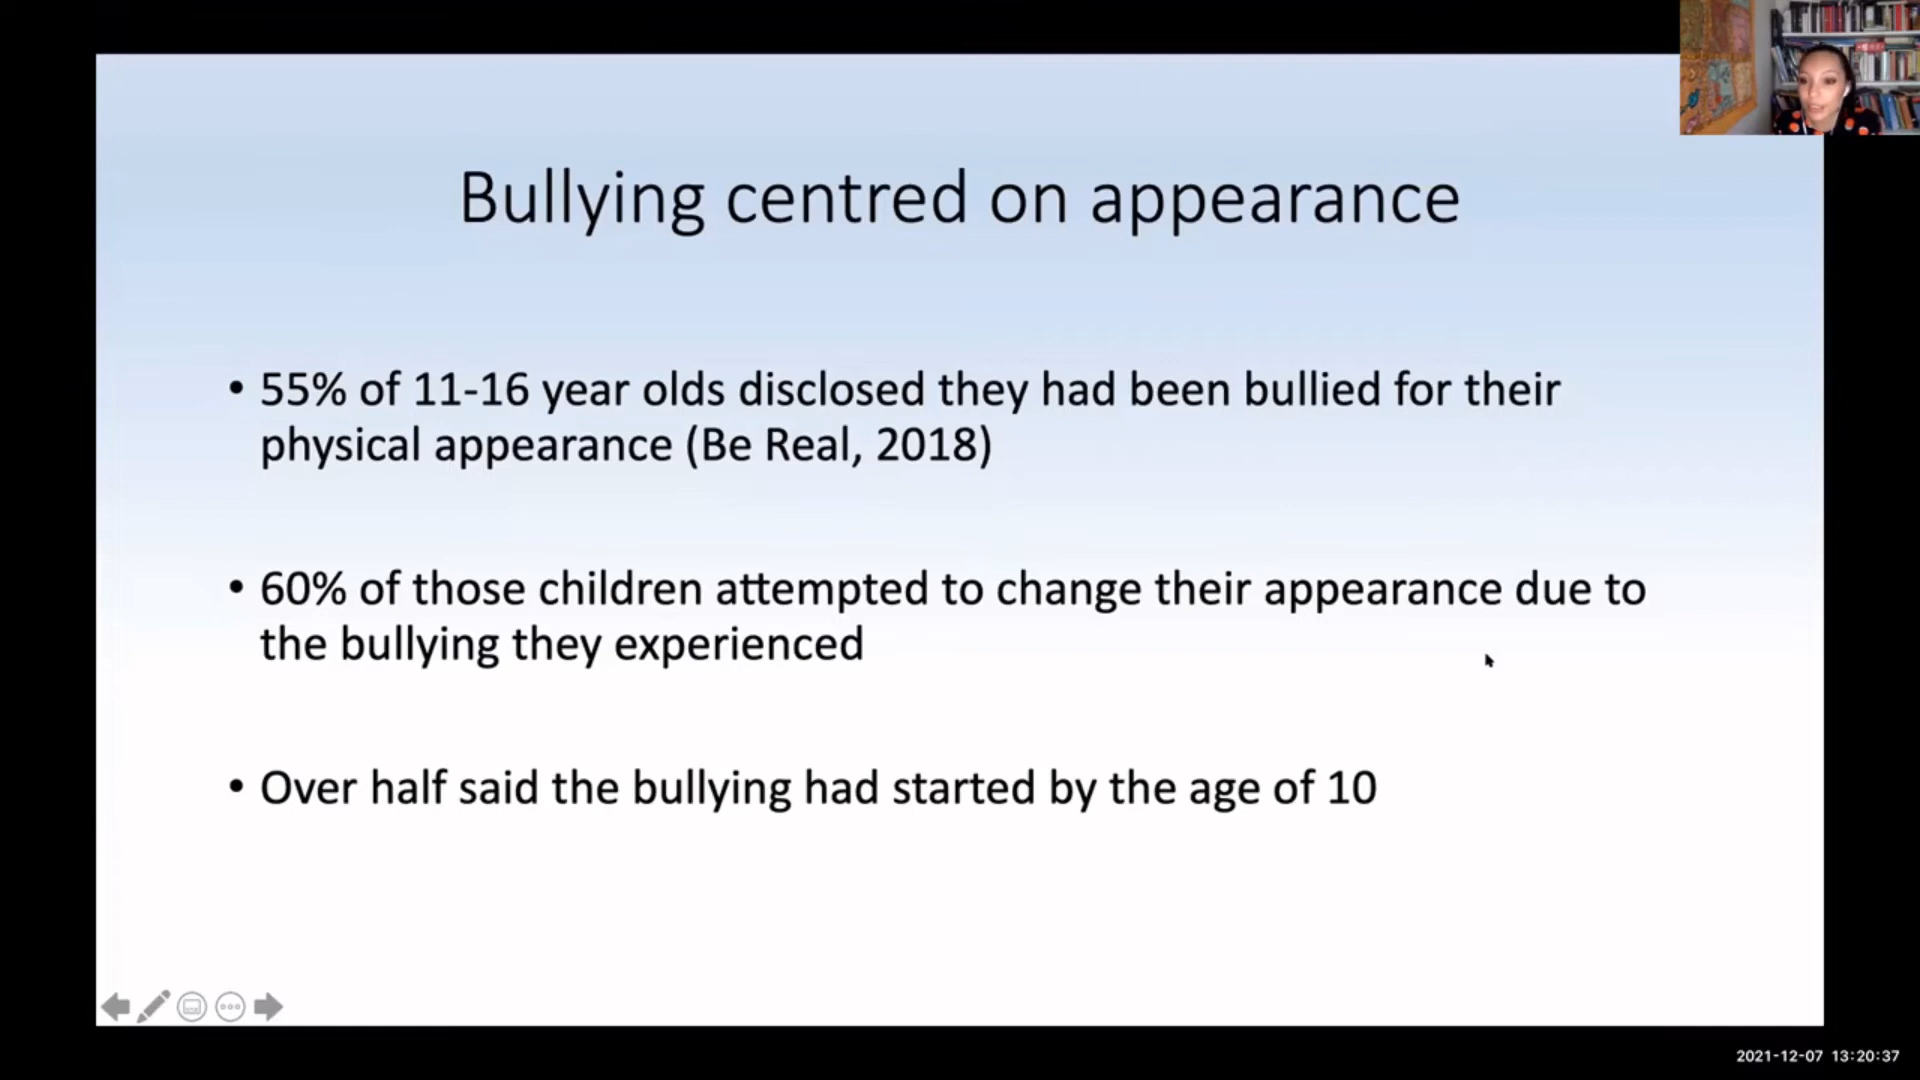 Bullying centred on appearance
• 55% of 11-16 year olds disclosed they had been bullied for their
physical appearance (Be Real, 2018)
• 60% of those children attempted to change their appearance due to
the bullying they experienced
• Over half said the bullying had started by the age of 10
2021-12-07 13:20:37